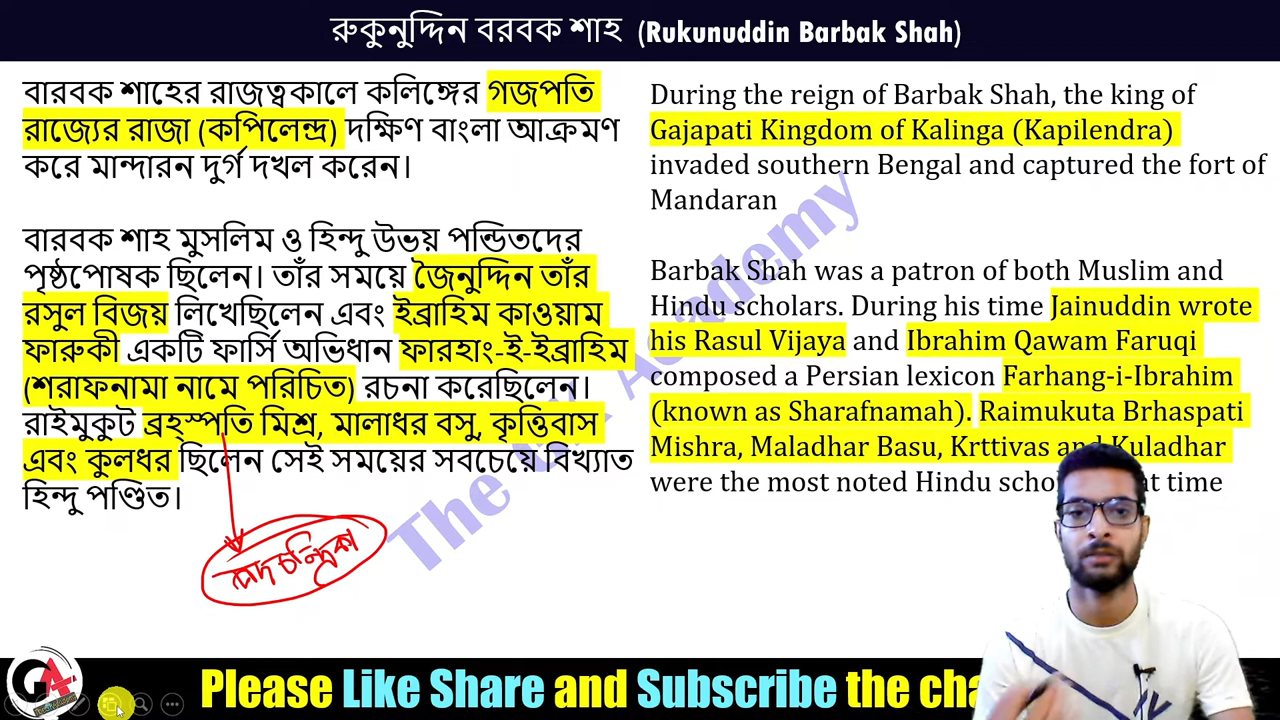 রুকুনুদ্দিন বরবক শাহ (Rukunuddin Barbak Shah)
বারবক শাহের রাজত্বকালে কলিঙ্গের গজপতি
রাজ্যের রাজা (কপিলেন্দ্র) দক্ষিণ বাংলা আক্রমণ
করে মান্দারন দুর্গ দখল করেন।
বারবক শাহ মুসলিম ও হিন্দু উভয় পন্ডিতদের
পৃষ্ঠপোষক ছিলেন। তাঁর সময়ে জৈনুদ্দিন তাঁর
রসুল বিজয় লিখেছিলেন এবং ইব্রাহিম কাওয়াম
ফারুকী একটি ফার্সি অভিধান ফারহাং-ই-ইব্রাহিম
(শরাফনামা নামে পরিচিত) রচনা করেছিলেন।
রাইমুকুট ব্রহস্পতি মিশ্র, মালাধর বসু, কৃত্তিবাস
এবং কুলধর ছিলেন সেই সময়ের সবচেয়ে বিখ্যাত
হিন্দু পণ্ডিত।
পদচন্দ্রিকা
During the reign of Barbak Shah, the king of
Gajapati Kingdom of Kalinga (Kapilendra)
invaded southern Bengal and captured the fort of
Mandaran
Barbak Shah was a patron of both Muslim and
Hindu scholars. During his time Jainuddin wrote
his Rasul Vijaya and Ibrahim Qawam Faruqi
composed a Persian lexicon Farhang-i-Ibrahim
(known as Sharafnamah). Raimukuta Brhaspati
Mishra, Maladhar Basu, Krttivas and Kuladhar
were the most noted Hindu at time
The Academy
Please Like Share and Subscribe the